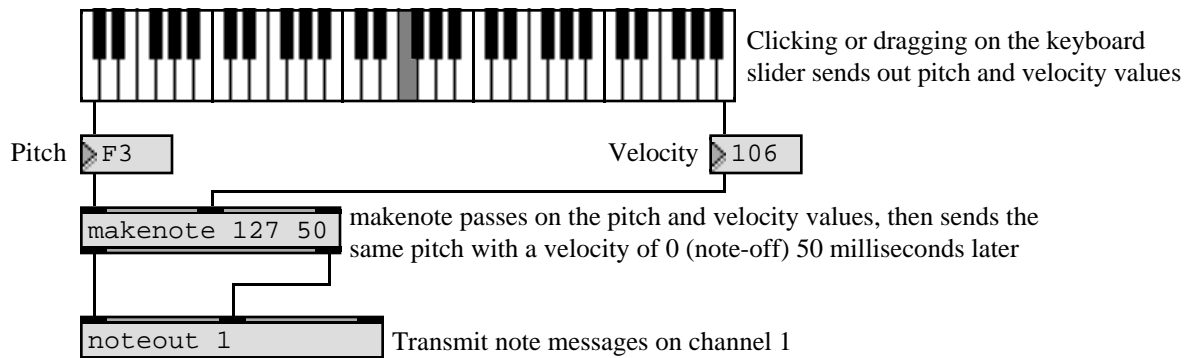 Clicking or dragging on the keyboard
slider sends out pitch and velocity values
Pitch F3 Velocity 106
makenote 127 50
makenote passes on the pitch and velocity values, then sends the
same pitch with a velocity of 0 (note-off) 50 milliseconds later
noteout 1 Transmit note messages on channel 1